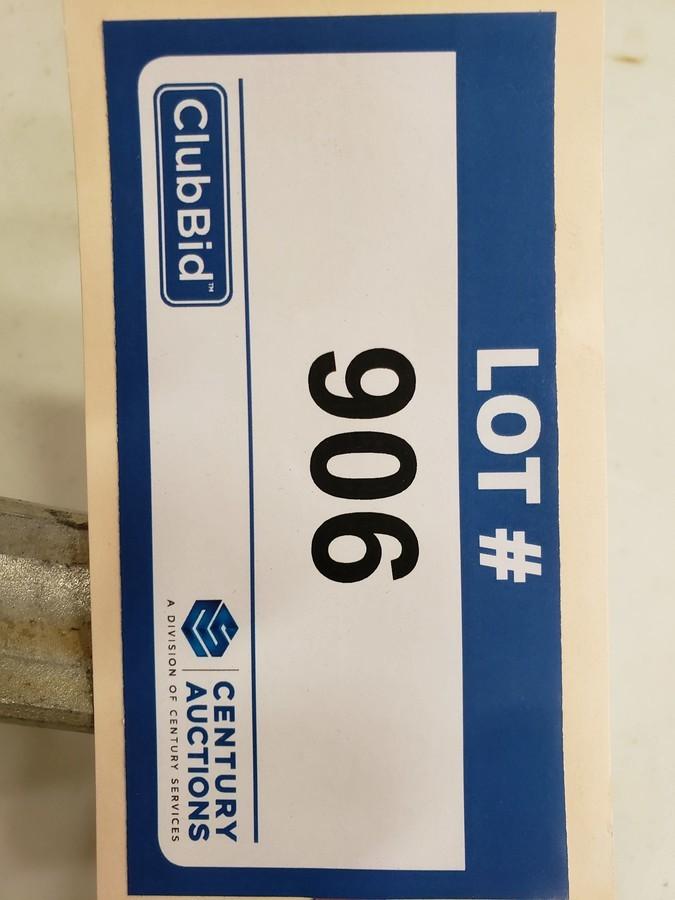 LOT #
906
ClubBid™
CENTURY
AUCTIONS
A DIVISION OF CENTURY SERVICES